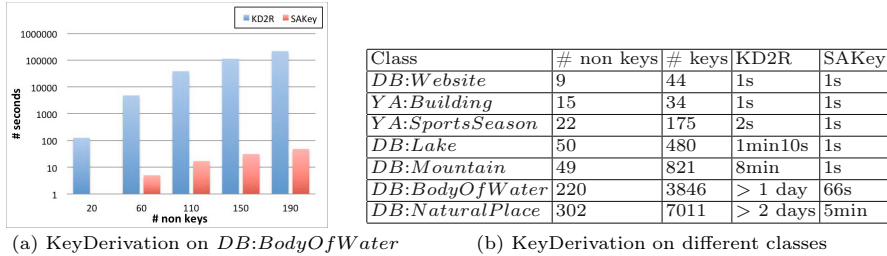 KD2R SAKey
1000000
100000
10000
1000
100
10
1
# seconds
20 60 110 150 190
# non keys
(a) KeyDerivation on DB:BodyOfWater
Class # non keys # keys KD2R SAKey
DB:Website 9 44 1s 1s
YA:Building 15 34 1s 1s
YA:SportsSeason 22 175 2s 1s
DB:Lake 50 480 1min10s 1s
DB:Mountain 49 821 8min 1s
DB:BodyOfWater 220 3846 > 1 day 66s
DB:NaturalPlace 302 7011 > 2 days 5min
(b) KeyDerivation on different classes